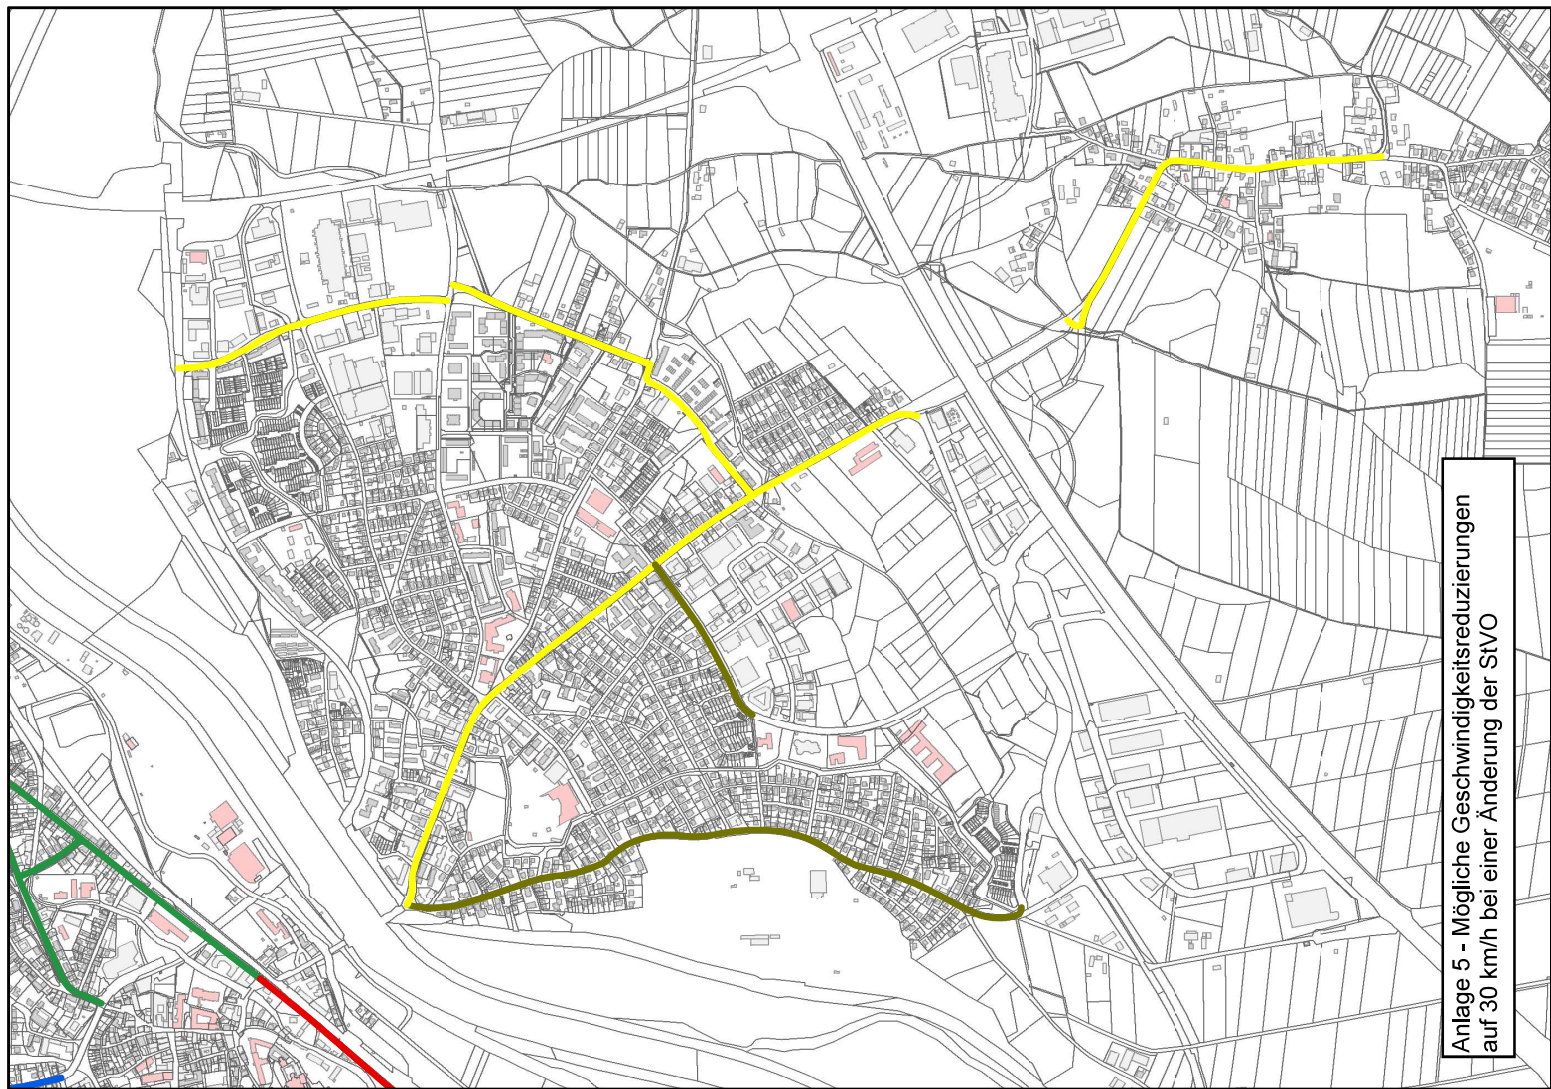 Anlage 5 - Mögliche Geschwindigkeitsreduzierungen
auf 30 km/h bei einer Änderung der StVO